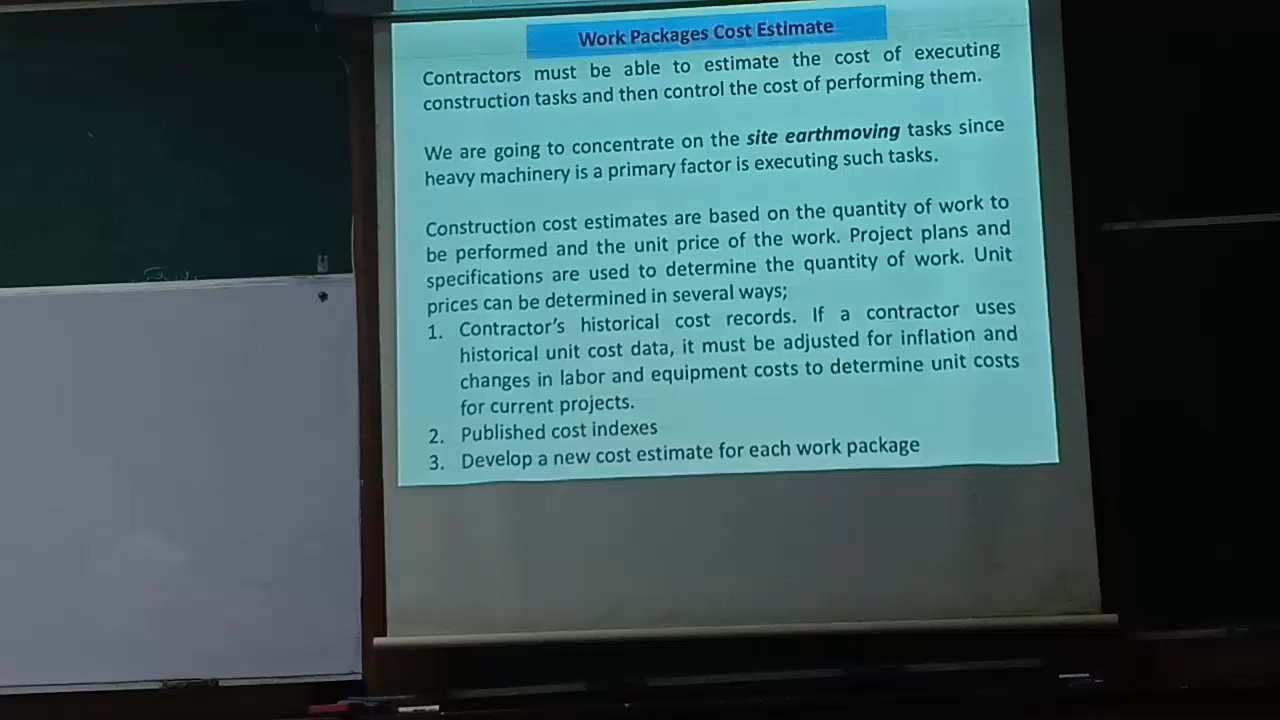 Work Packages Cost Estimate
Contractors must be able to estimate the cost of executing
construction tasks and then control the cost of performing them.
We are going to concentrate on the site earthmoving tasks since
heavy machinery is a primary factor is executing such tasks.
Construction cost estimates are based on the quantity of work to
be performed and the unit price of the work. Project plans and
specifications are used to determine the quantity of work. Unit
prices can be determined in several ways;
1. Contractor's historical cost records. If a contractor uses
historical unit cost data, it must be adjusted for inflation and
changes in labor and equipment costs to determine unit costs
for current projects.
2. Published cost indexes
3. Develop a new cost estimate for each work package